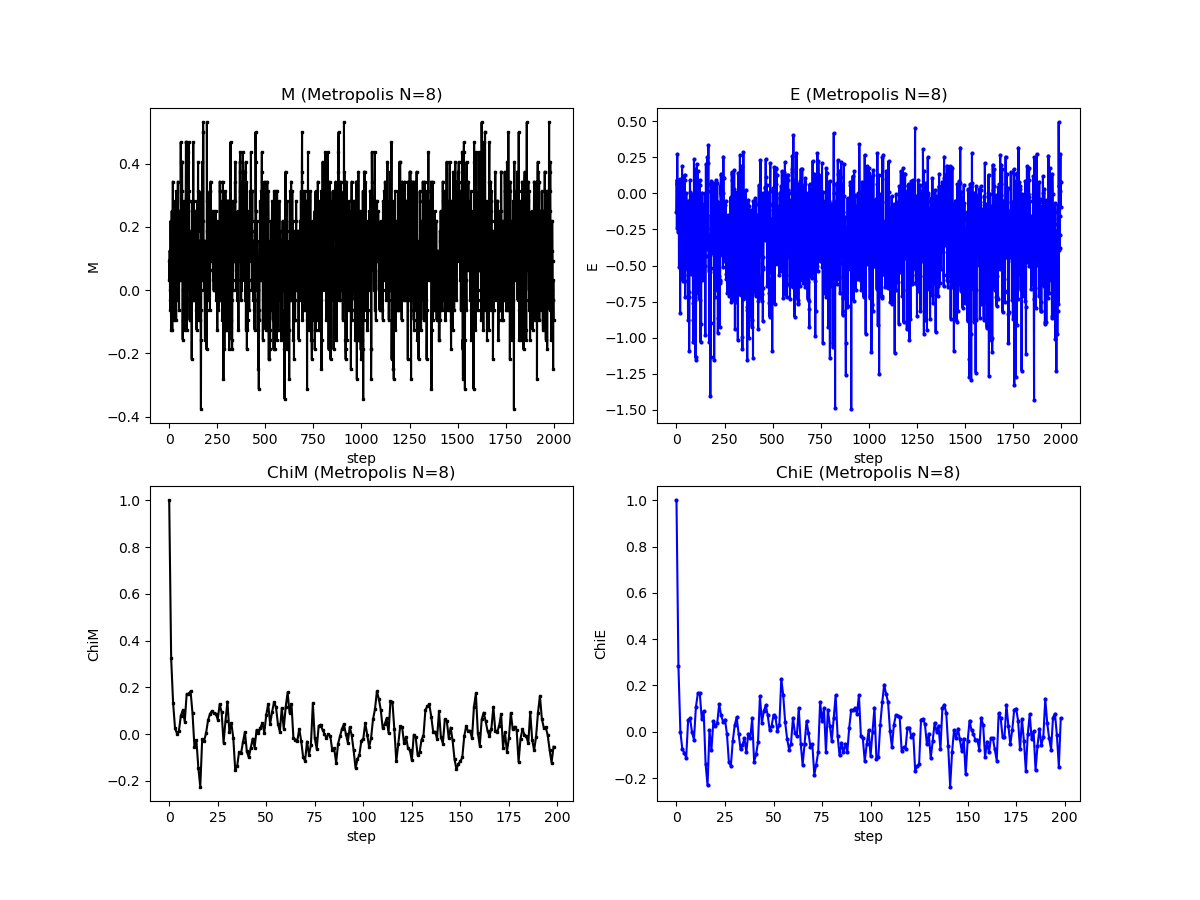 M (Metropolis N=8)
E (Metropolis N=8)
M
0.4
0.2
0.0
−0.2
−0.4
0 250 500 750 1000 1250 1500 1750 2000
step
E
0.50
0.25
0.00
−0.25
−0.50
−0.75
−1.00
−1.25
−1.50
0 250 500 750 1000 1250 1500 1750 2000
step
ChiM (Metropolis N=8)
ChiE (Metropolis N=8)
ChiM
1.0
0.8
0.6
0.4
0.2
0.0
−0.2
0 25 50 75 100 125 150 175 200
step
ChiE
1.0
0.8
0.6
0.4
0.2
0.0
−0.2
0 25 50 75 100 125 150 175 200
step